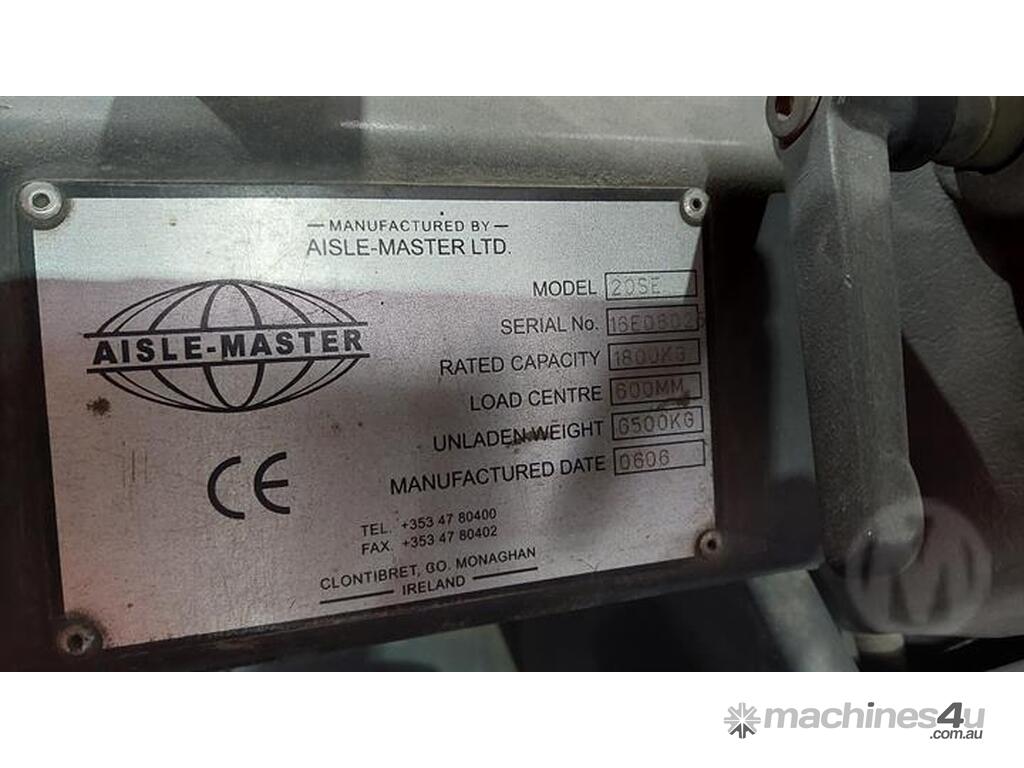 MANUFACTURED BY
AISLE-MASTER LTD.
AISLE-MASTER
MODEL 20SE
SERIAL No.
RATED CAPACITY 1800KG
LOAD CENTRE 600MM
UNLADEN WEIGHT 6500KG
MANUFACTURED DATE 0606
CE
TEL. +353 47 80400
FAX. +353 47 80402
CLONTIBRET, CO. MONAGHAN
IRELAND
M
machines4u
.com.au